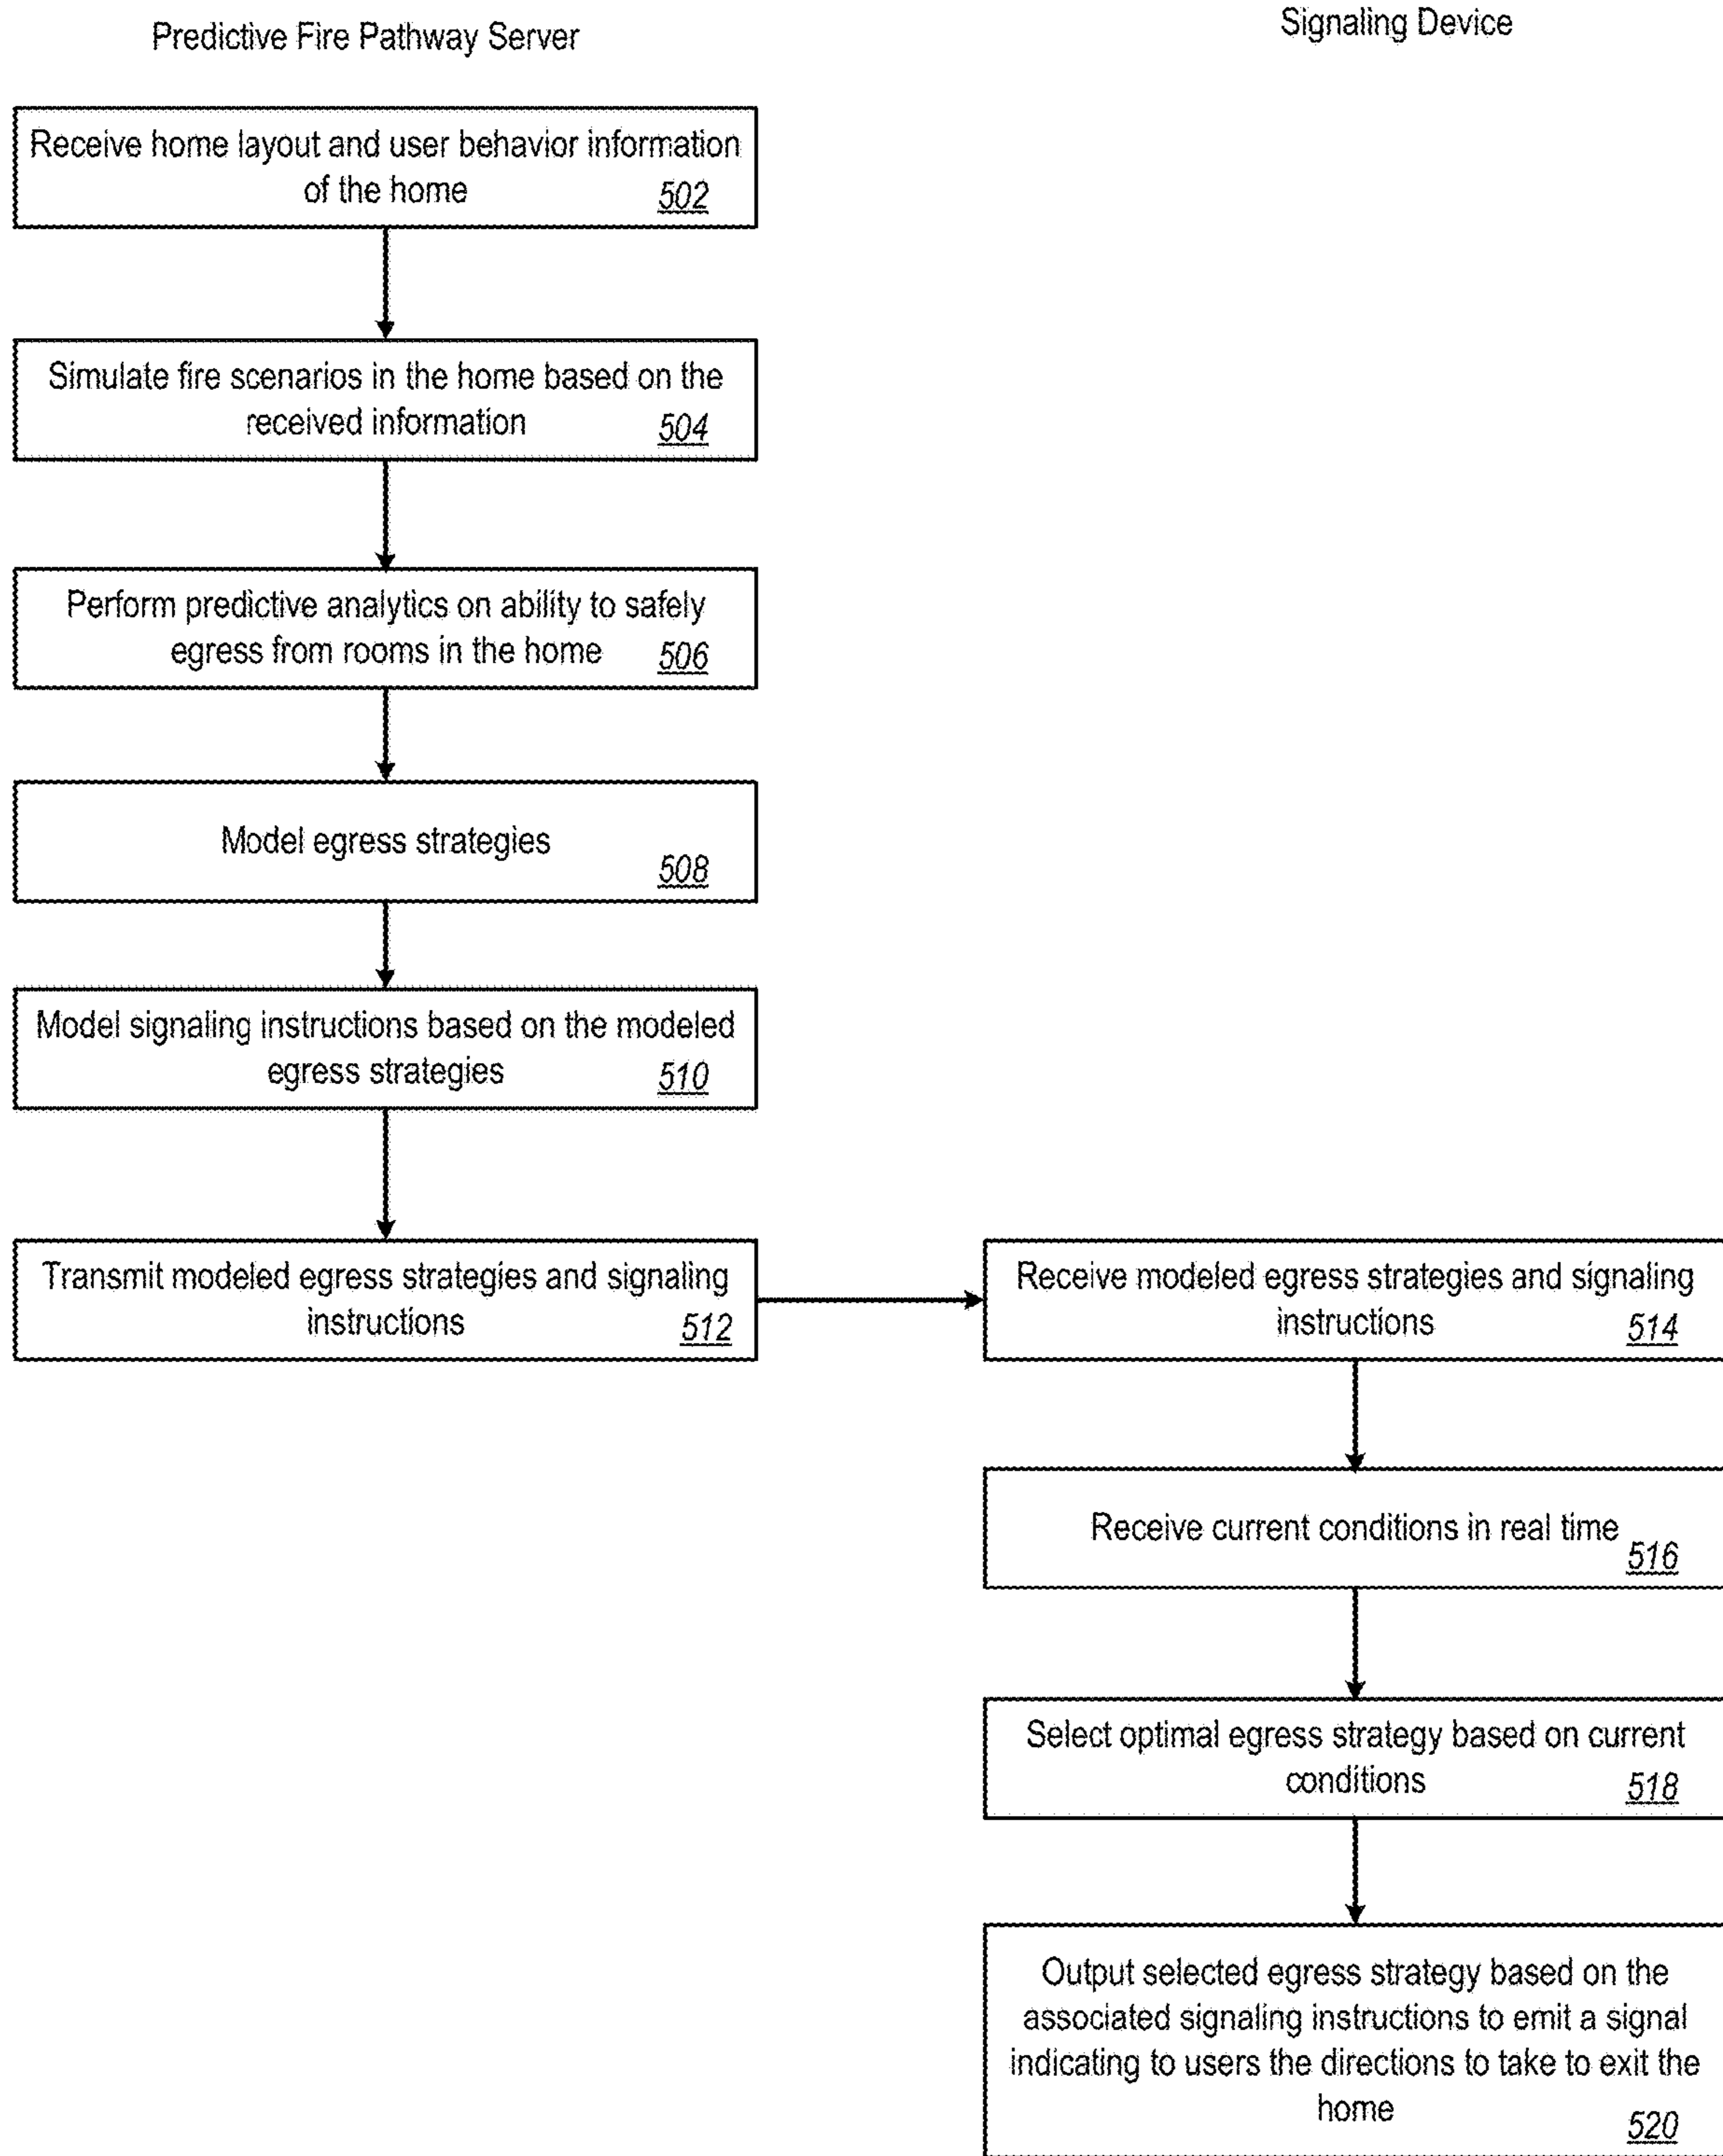 Predictive Fire Pathway Server
Signaling Device
Receive home layout and user behavior information
of the home 502
Simulate fire scenarios in the home based on the
received information 504
Perform predictive analytics on ability to safely
egress from rooms in the home 506
Model egress strategies
508
Model signaling instructions based on the modeled
egress strategies 510
Transmit modeled egress strategies and signaling
instructions 512
Receive modeled egress strategies and signaling
instructions 514
Receive current conditions in real time
516
Select optimal egress strategy based on current
conditions 518
Output selected egress strategy based on the
associated signaling instructions to emit a signal
indicating to users the directions to take to exit the
home 520